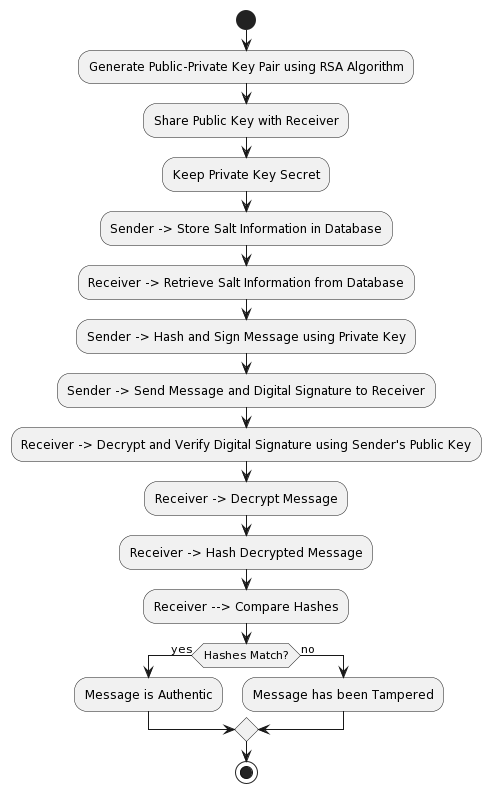 Generate Public-Private Key Pair using RSA Algorithm
Share Public Key with Receiver
Keep Private Key Secret
Sender -> Store Salt Information in Database
Receiver -> Retrieve Salt Information from Database
Sender -> Hash and Sign Message using Private Key
Sender -> Send Message and Digital Signature to Receiver
Receiver -> Decrypt and Verify Digital Signature using Sender's Public Key
Receiver -> Decrypt Message
Receiver -> Hash Decrypted Message
Receiver --> Compare Hashes
yes
Hashes Match?
no
Message is Authentic
Message has been Tampered